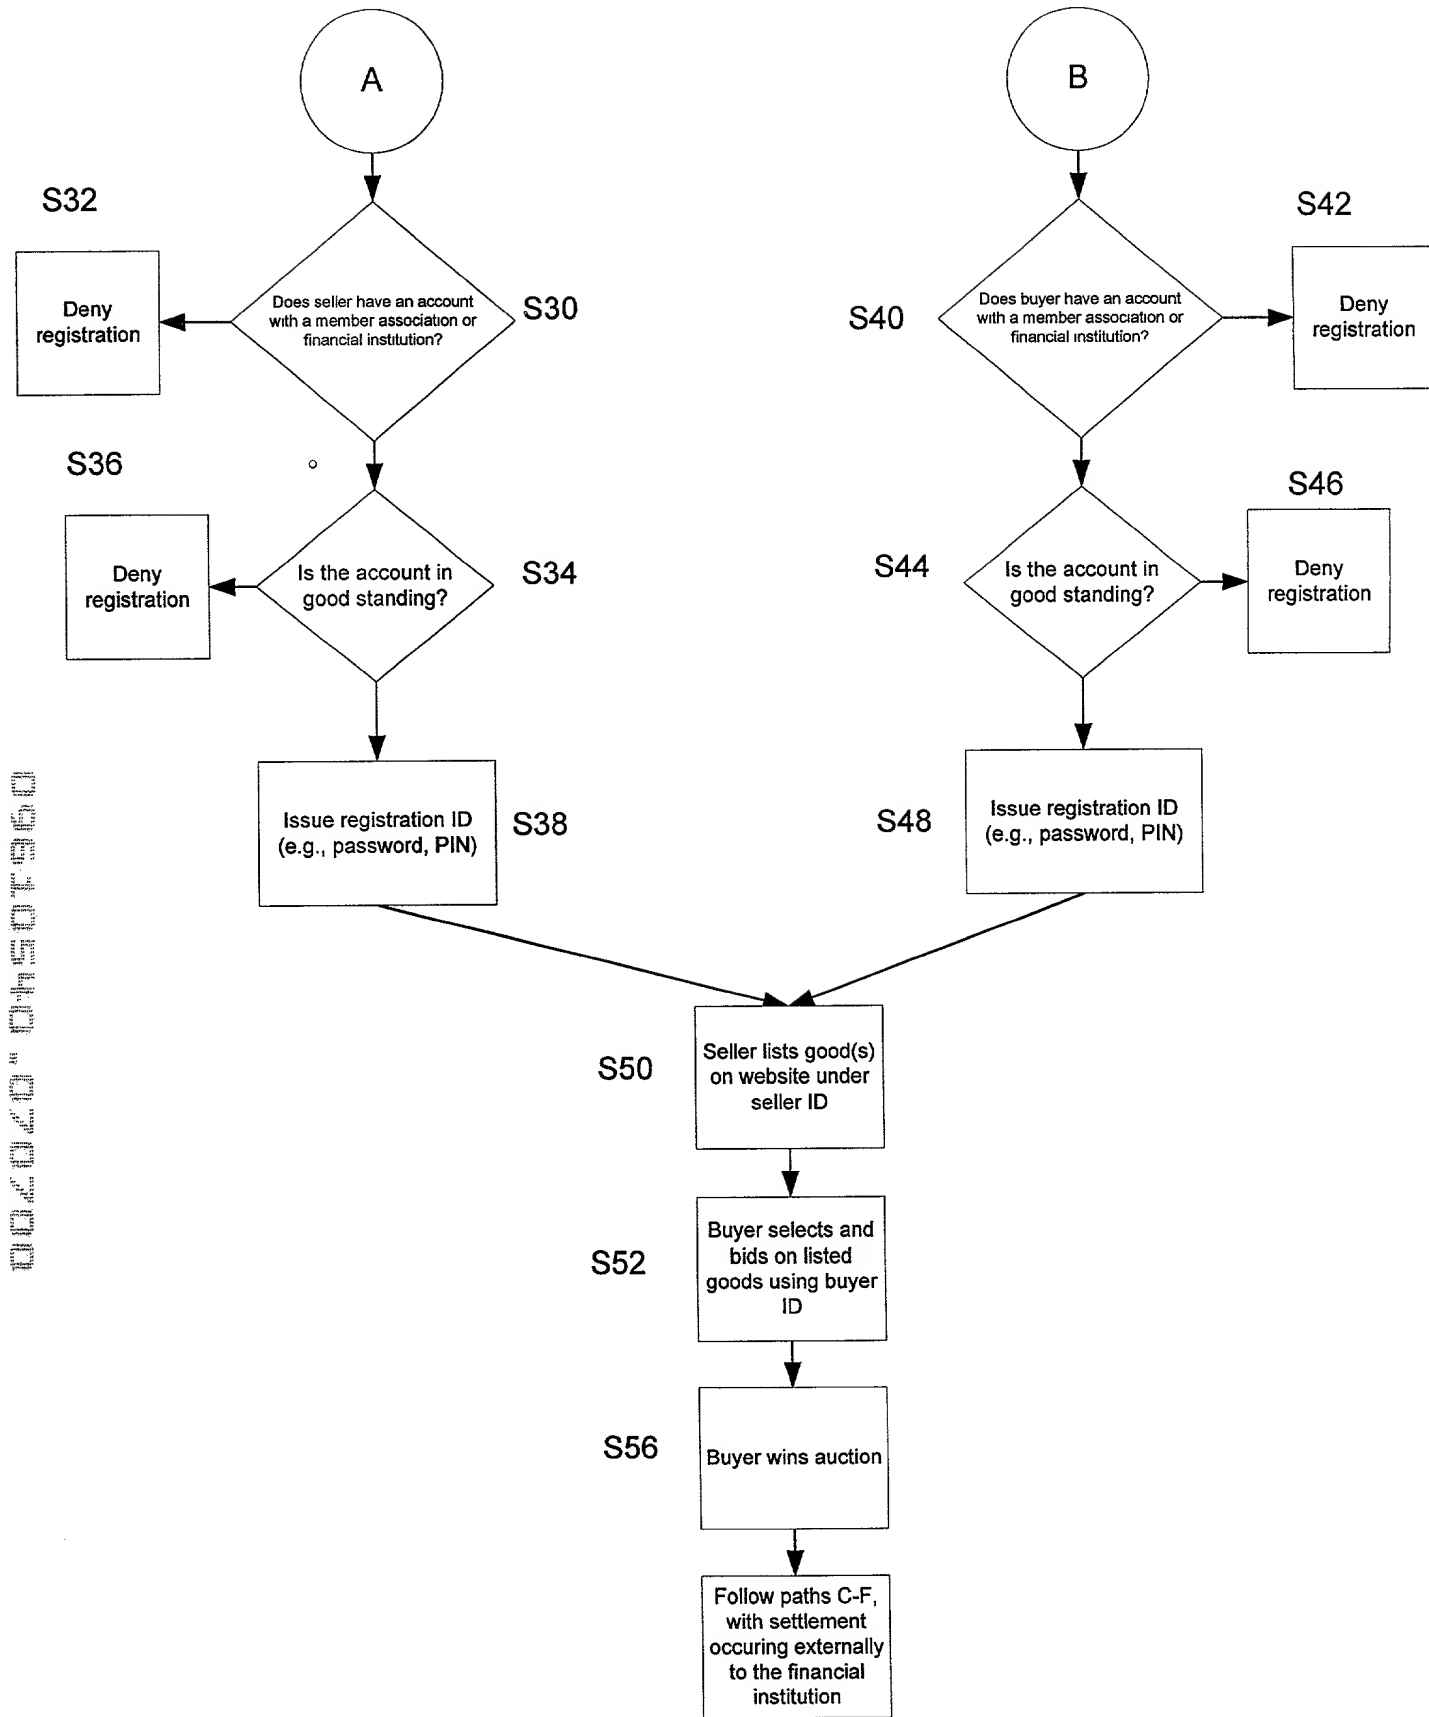 A
B
S32
S42
Deny
registration
Does seller have an account
with a member association or
financial institution?
S30
S40
Does buyer have an account
with a member association or
financial institution?
Deny
registration
S36
S46
Deny
registration
Is the account in
good standing?
S34
S44
Is the account in
good standing?
Deny
registration
Issue registration ID
(e.g., password, PIN)
S38
S48
Issue registration ID
(e.g., password, PIN)
S50
Seller lists good(s)
on website under
seller ID
S52
Buyer selects and
bids on listed
goods using buyer
ID
S56
Buyer wins auction
Follow paths C-F,
with settlement
occuring externally
to the financial
institution